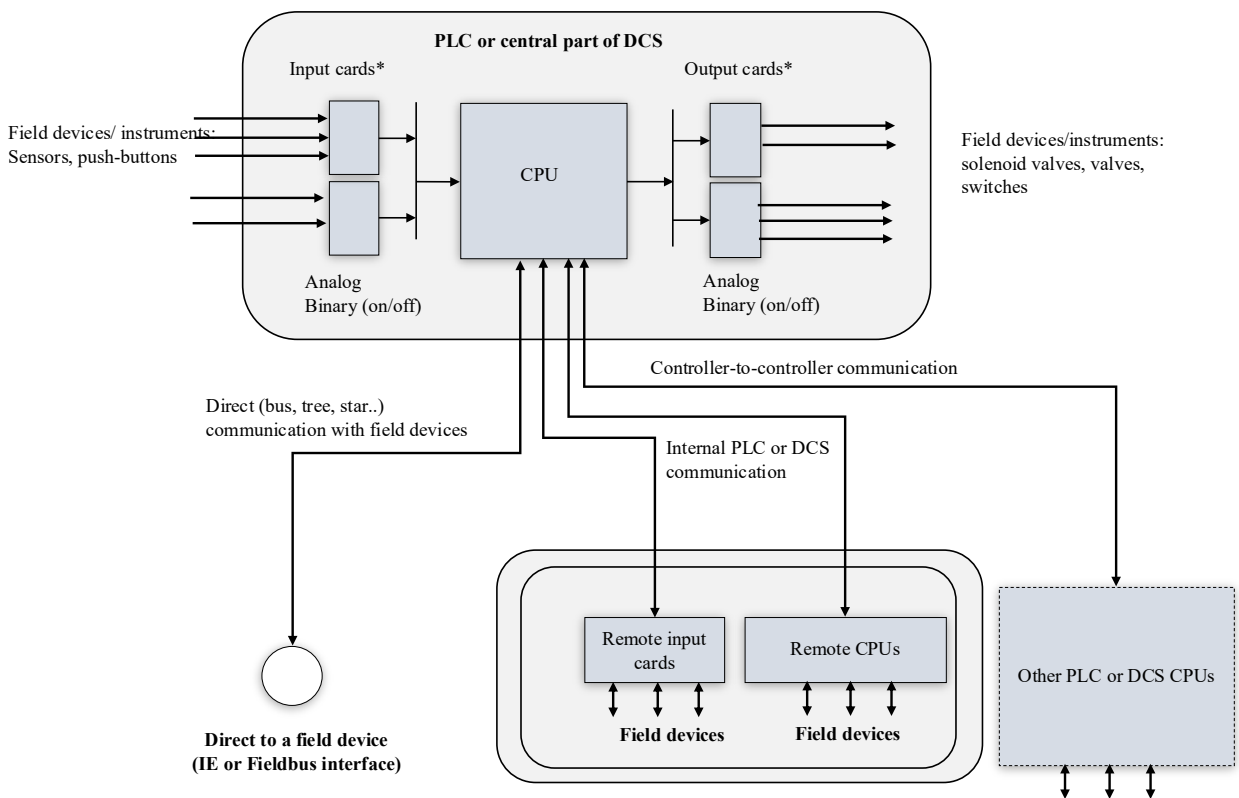 PLC or central part of DCS
Input cards*
Output cards*
Field devices/ instruments:
Sensors, push-buttons
CPU
Field devices/instruments:
solenoid valves, valves,
switches
Analog
Binary (on/off)
Analog
Binary (on/off)
Controller-to-controller communication
Direct (bus, tree, star..)
communication with field devices
Internal PLC or DCS
communication
Remote input
cards
Remote CPUs
Other PLC or DCS CPUs
Field devices
Field devices
Direct to a field device
(IE or Fieldbus interface)